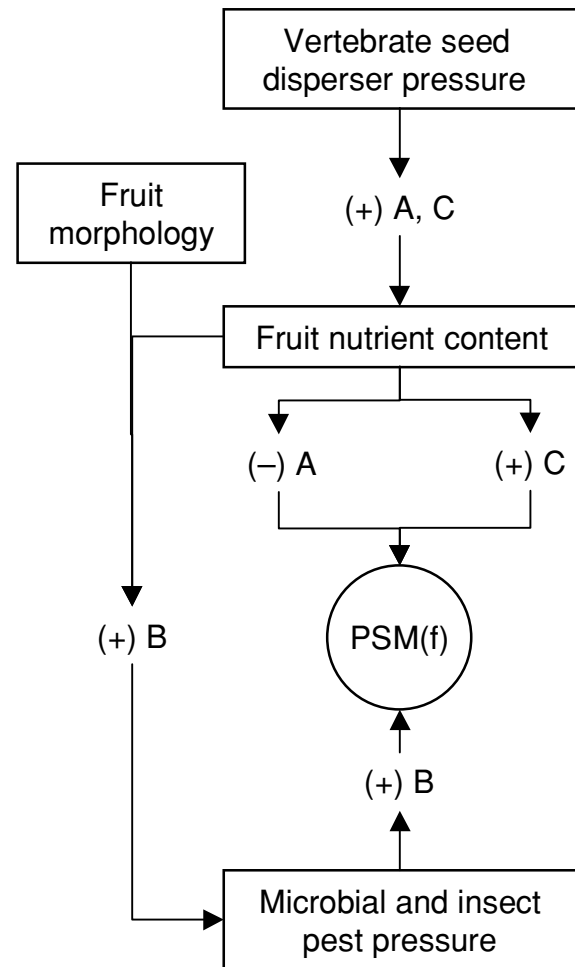 Vertebrate seed
disperser pressure
Fruit
morphology
(+) A, C
Fruit nutrient content
(–) A
(+) C
(+) B
PSM(f)
(+) B
Microbial and insect
pest pressure